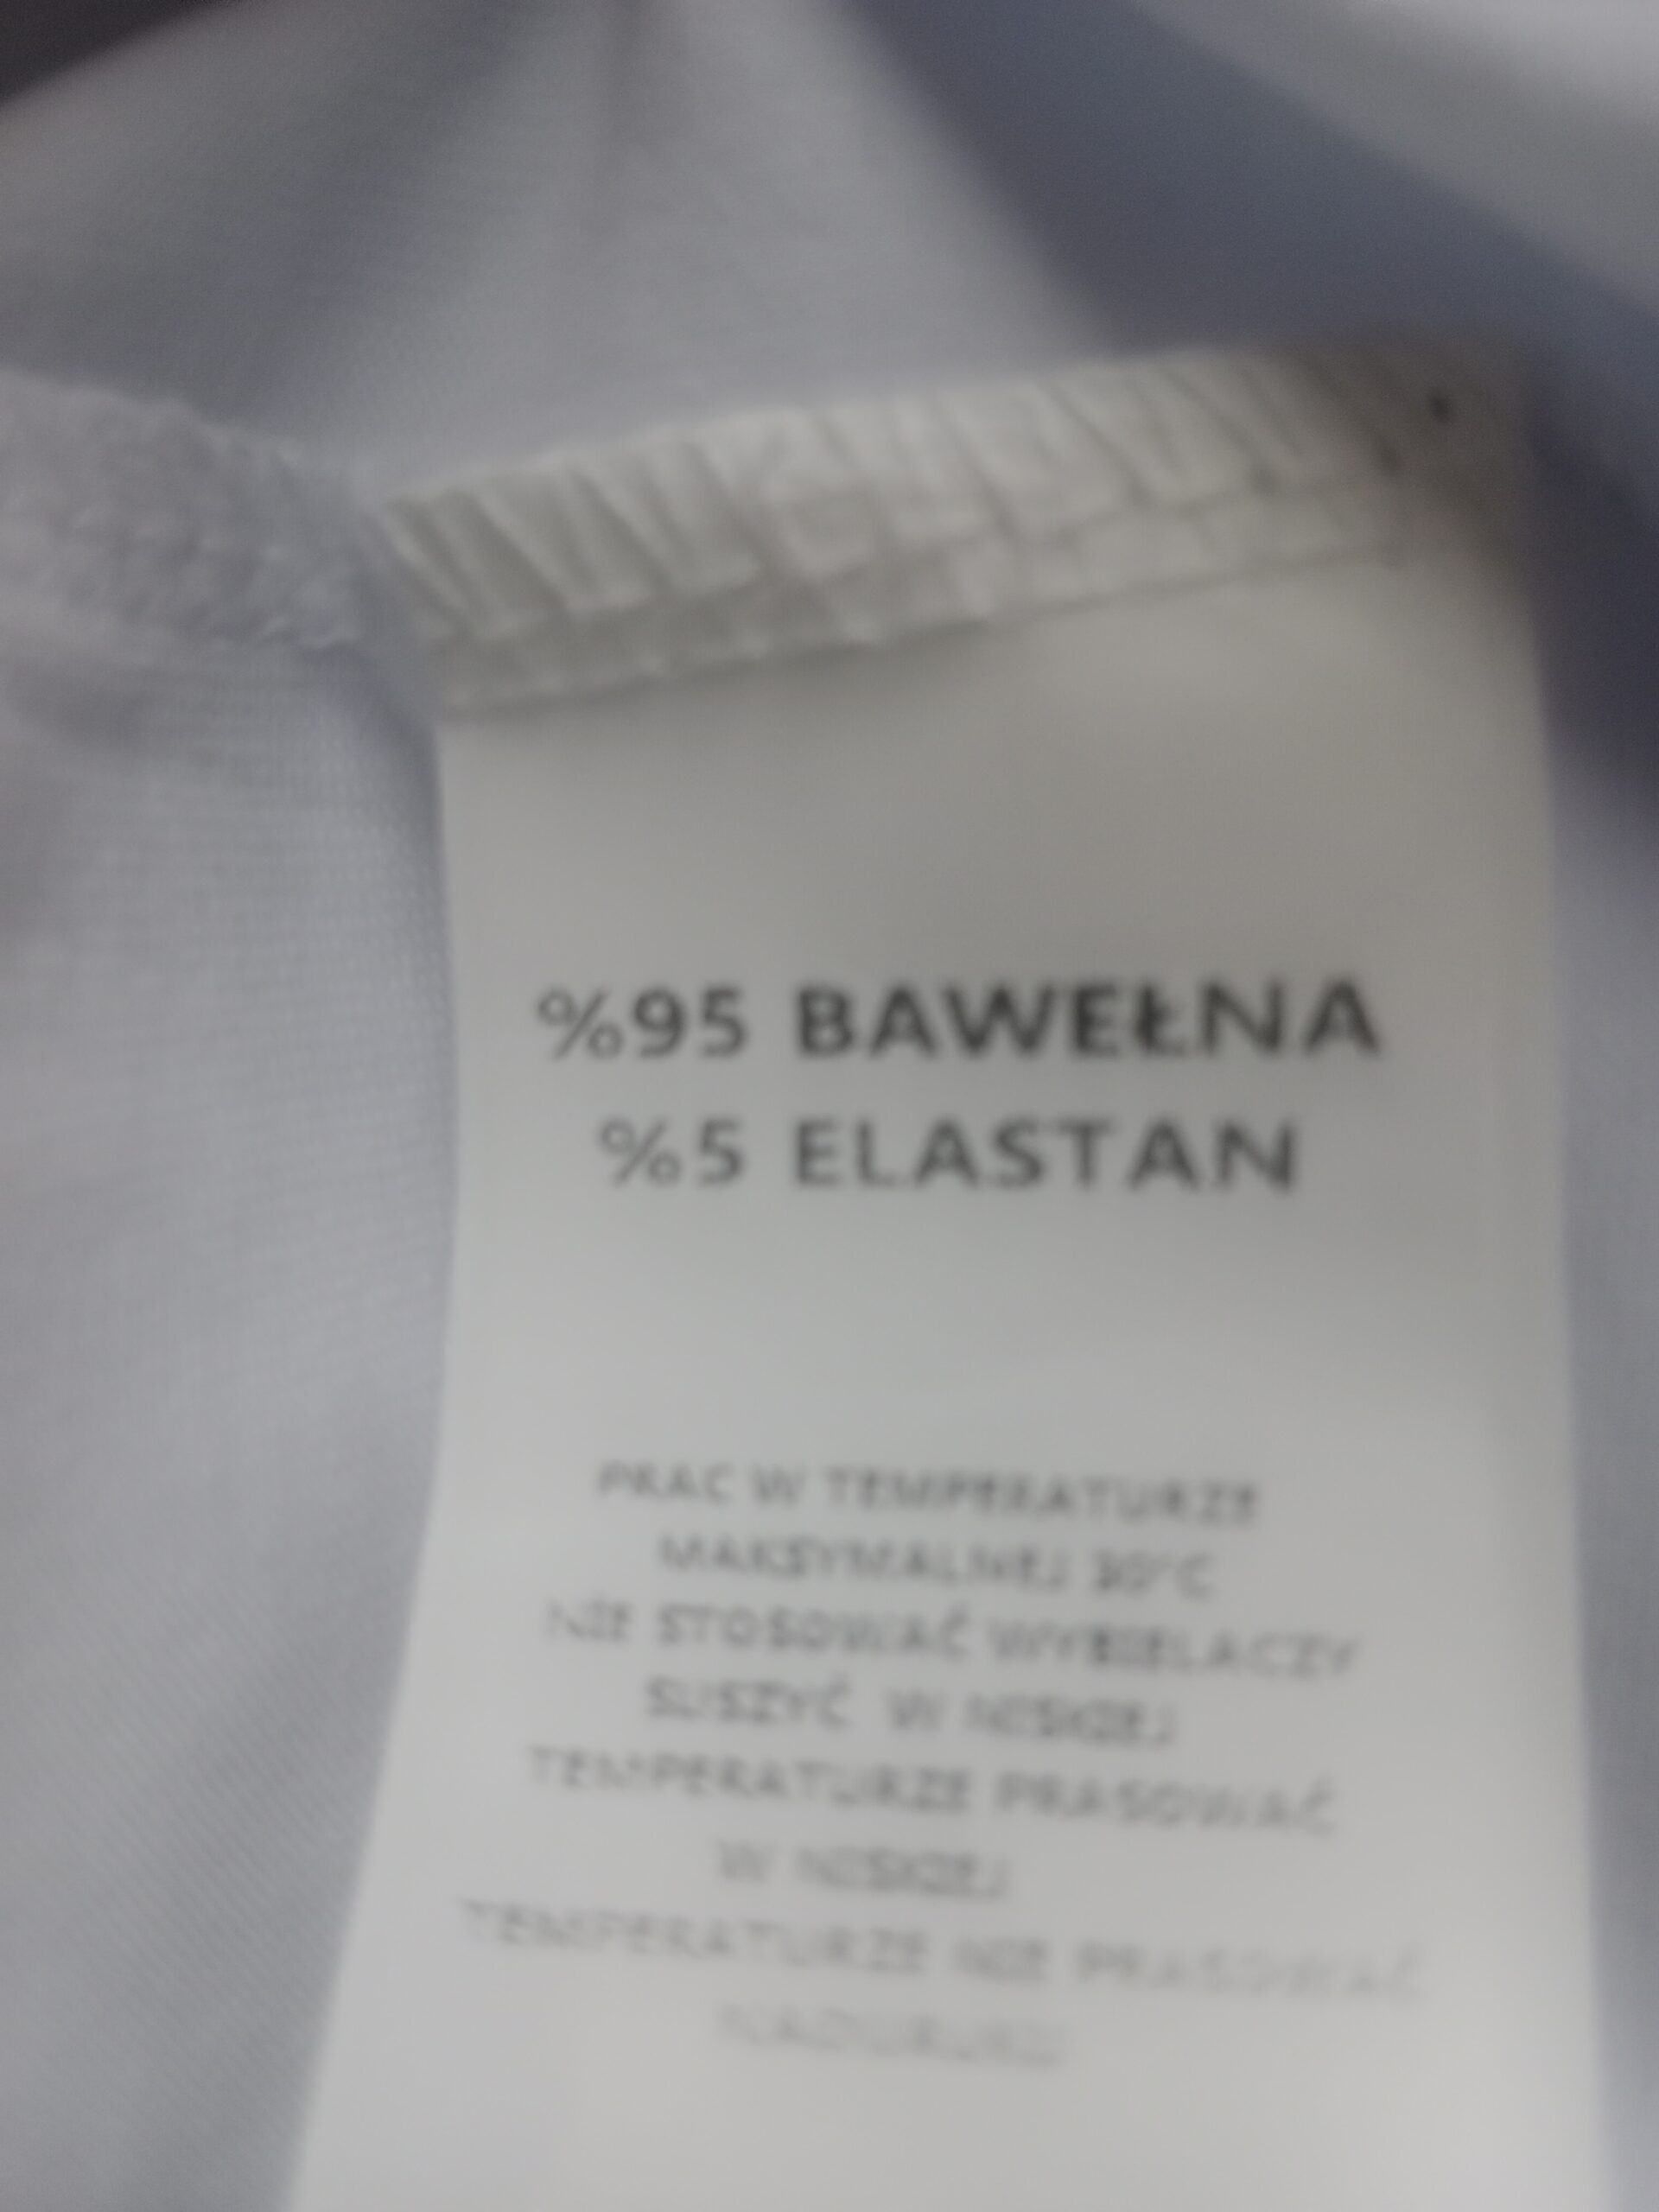 %95 BAWEŁNA
%5 ELASTAN
PRAC W TEMPERATURZE
MAKSYMALNEJ 30°C
NIE STOSOWAĆ WYBIELACZY
SUSZYĆ W NISKIEJ
TEMPERATURZE PRASOWAĆ
W NISKIEJ
TEMPERATURZE NIE PRASOWAĆ